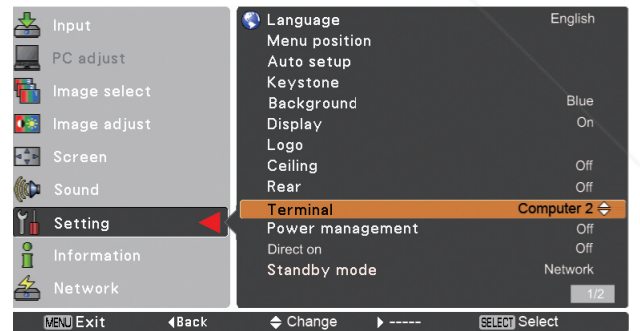 Input
PC adjust
Image select
Image adjust
Screen
Sound
Setting
Information
Network
Language English
Menu position
Auto setup
Keystone
Background Blue
Display On
Logo
Ceiling Off
Rear Off
Terminal Computer 2
Power management Off
Direct on Off
Standby mode Network
1/2
MENU Exit Back Change ----- SELECT Select